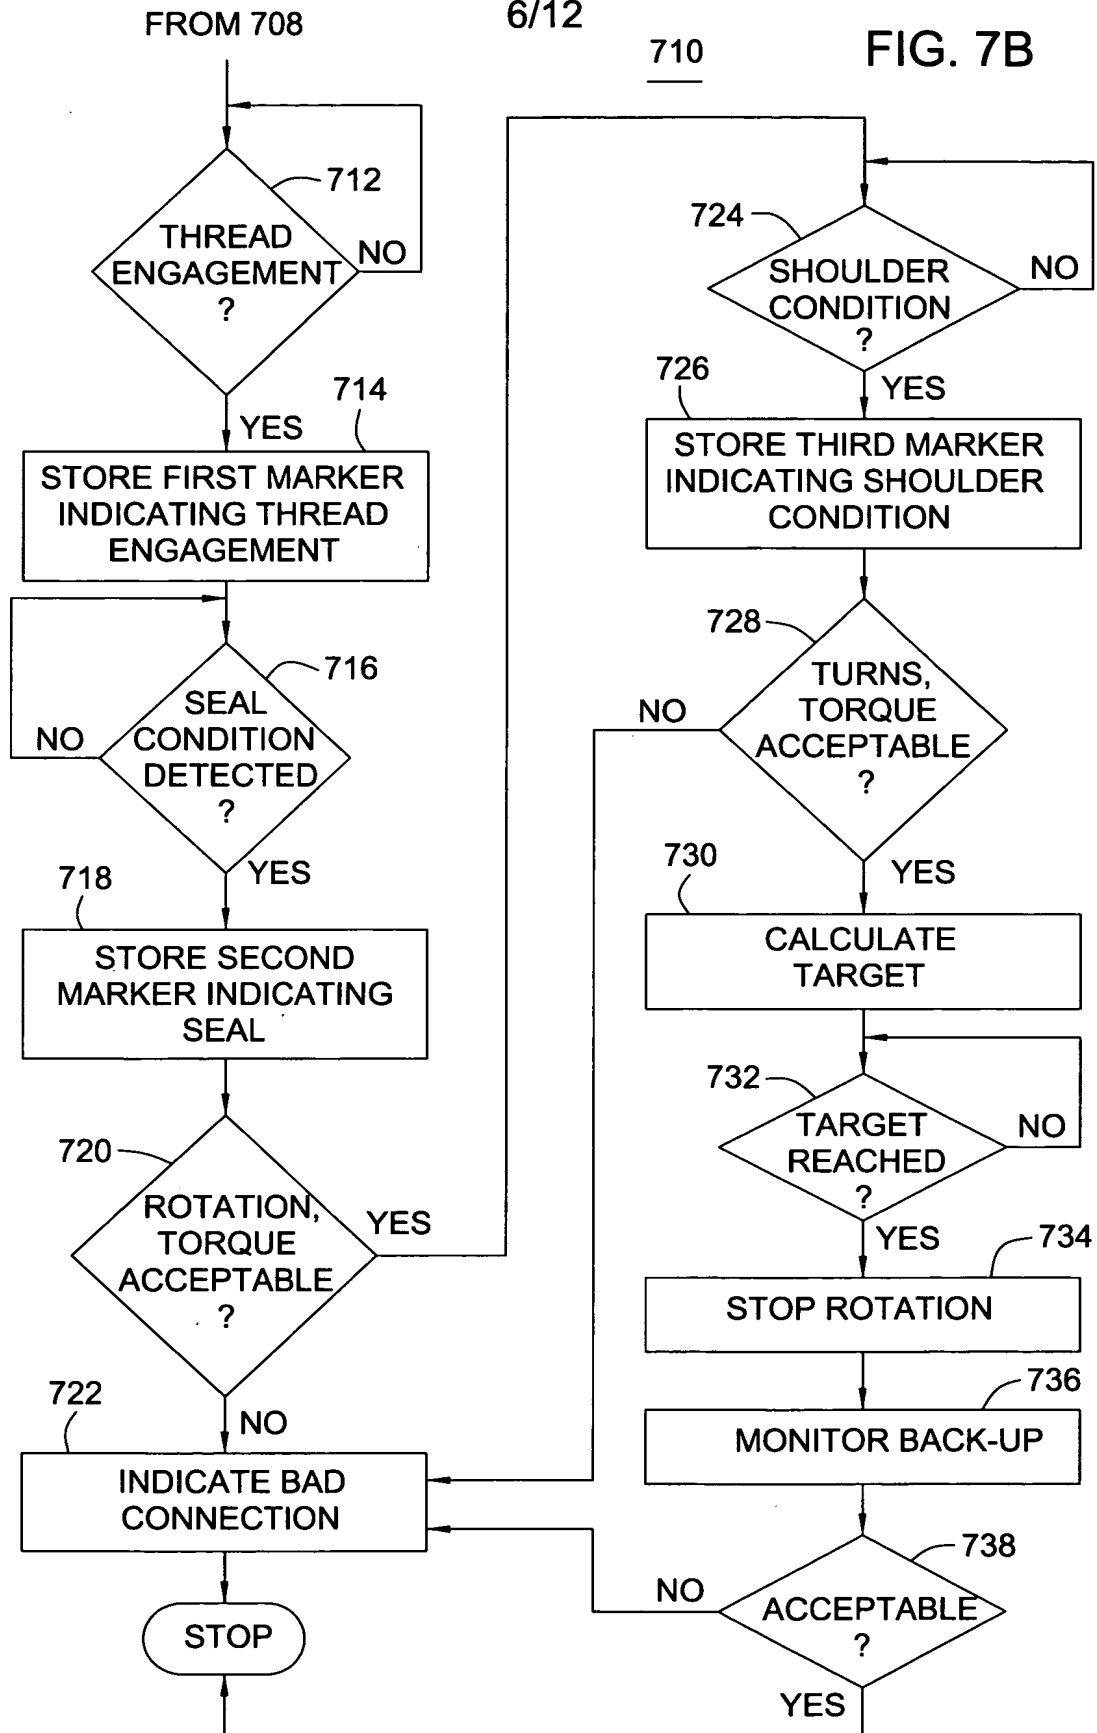 FROM 708
6/12
710
FIG. 7B
712
THREAD
ENGAGEMENT
?
NO
YES
714
STORE FIRST MARKER
INDICATING THREAD
ENGAGEMENT
716
SEAL
CONDITION
DETECTED
?
NO
YES
718
STORE SECOND
MARKER INDICATING
SEAL
720
ROTATION,
TORQUE
ACCEPTABLE
?
YES
NO
722
INDICATE BAD
CONNECTION
STOP
724
SHOULDER
CONDITION
?
NO
YES
726
STORE THIRD MARKER
INDICATING SHOULDER
CONDITION
728
TURNS,
TORQUE
ACCEPTABLE
?
NO
YES
730
CALCULATE
TARGET
732
TARGET
REACHED
?
NO
YES
734
STOP ROTATION
736
MONITOR BACK-UP
738
ACCEPTABLE
?
NO
YES